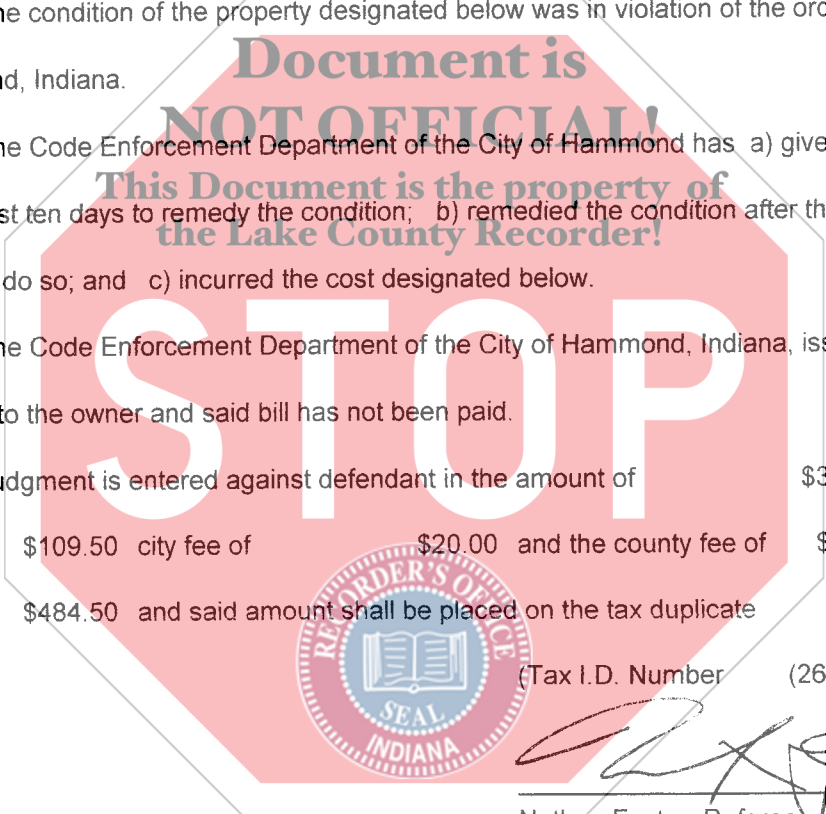 ne condition of the property designated below was in violation of the ord
Document is
nd, Indiana.
NOT OFFICIAL!
ne Code Enforcement Department of the City of Hammond has a) give
This Document is the property of
st ten days to remedy the condition; b) remedied the condition after th
the Lake County Recorder!
do so; and c) incurred the cost designated below.
STOP
ne Code Enforcement Department of the City of Hammond, Indiana, iss
to the owner and said bill has not been paid.
udgment is entered against defendant in the amount of $3
$109.50 city fee of $20.00 and the county fee of $
RECORDER'S OFFICE
$484.50 and said amount shall be placed on the tax duplicate
(Tax I.D. Number (26
SEAL
INDIANA